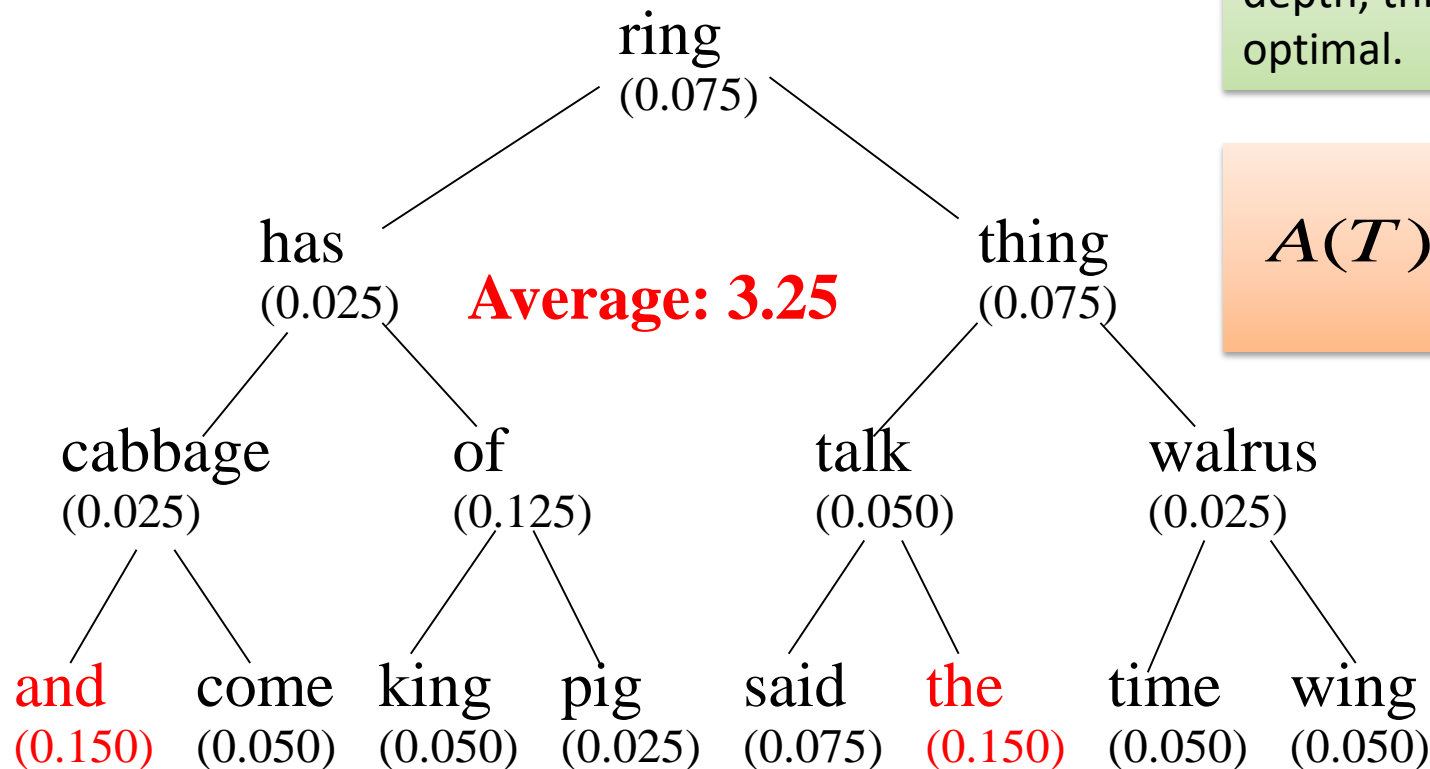 ring
(0.075)
optimal.
has
(0.025)
thing
(0.075)
Average: 3.25
A(T)
cabbage
(0.025)
of
(0.125)
talk
(0.050)
walrus
(0.025)
and
(0.150)
come
(0.050)
king
(0.050)
pig
(0.025)
said
(0.075)
the
(0.150)
time
(0.050)
wing
(0.050)